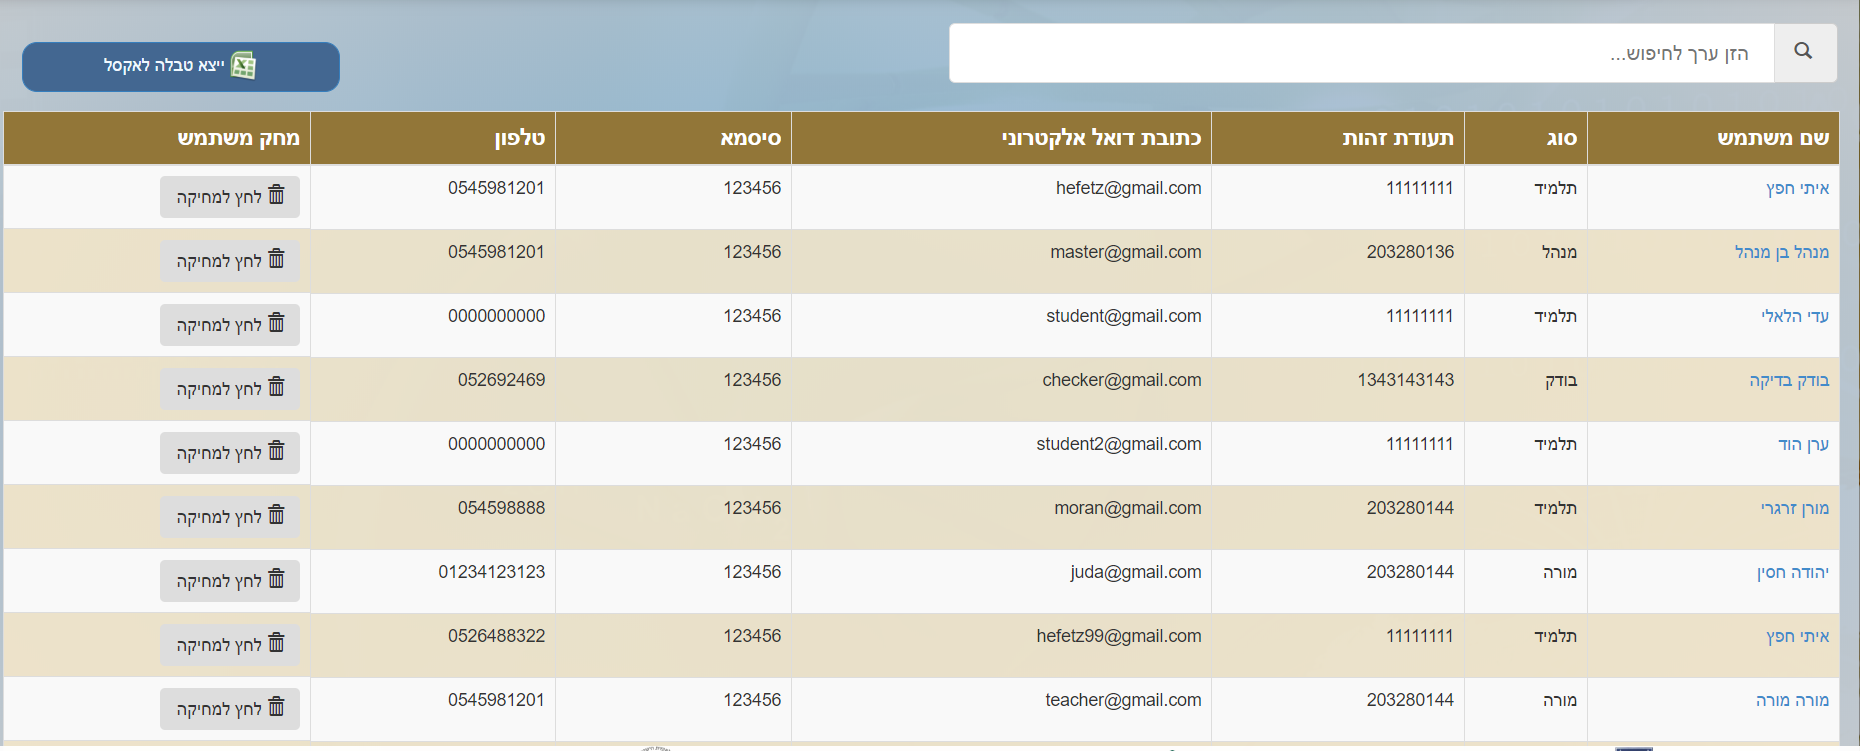 הזן ערך לחיפוש...
ייצא טבלה לאקסל
שם משתמש סוג תעודת זהות כתובת דואל אלקטרוני סיסמא טלפון מחק משתמש
איתי חפץ תלמיד 11111111 hefetz@gmail.com 123456 0545981201 לחץ למחיקה
מנהל בן מנהל מנהל 203280136 master@gmail.com 123456 0545981201 לחץ למחיקה
עדי הלאלי תלמיד 11111111 student@gmail.com 123456 0000000000 לחץ למחיקה
בודק בדיקה בודק 1343143143 checker@gmail.com 123456 052692469 לחץ למחיקה
ערן הוד תלמיד 11111111 student2@gmail.com 123456 0000000000 לחץ למחיקה
מורן זרגרי תלמיד 203280144 moran@gmail.com 123456 054598888 לחץ למחיקה
יהודה חסין מורה 203280144 juda@gmail.com 123456 01234123123 לחץ למחיקה
איתי חפץ תלמיד 11111111 hefetz99@gmail.com 123456 0526488322 לחץ למחיקה
מורה מורה מורה 203280144 teacher@gmail.com 123456 0545981201 לחץ למחיקה